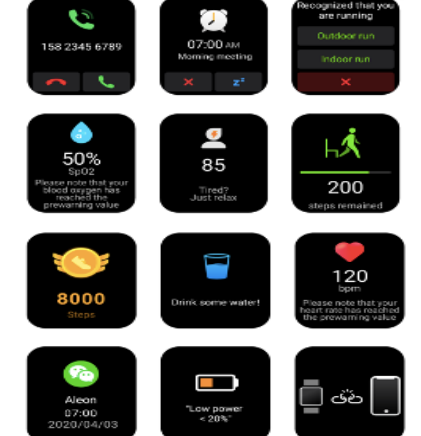 158 2345 6789
07:00 AM
Morning meeting
Recognized that you
are running
Outdoor run
Indoor run
50%
SpO2
Please note that your
blood oxygen has
reached the
prewarning value
85
Tired?
Just relax
200
steps remained
8000
Steps
Drink some water!
120
bpm
Please note that your
heart rate has reached
the prewarning value
Aleon
07:00
2020/04/03
"Low power
< 20%"